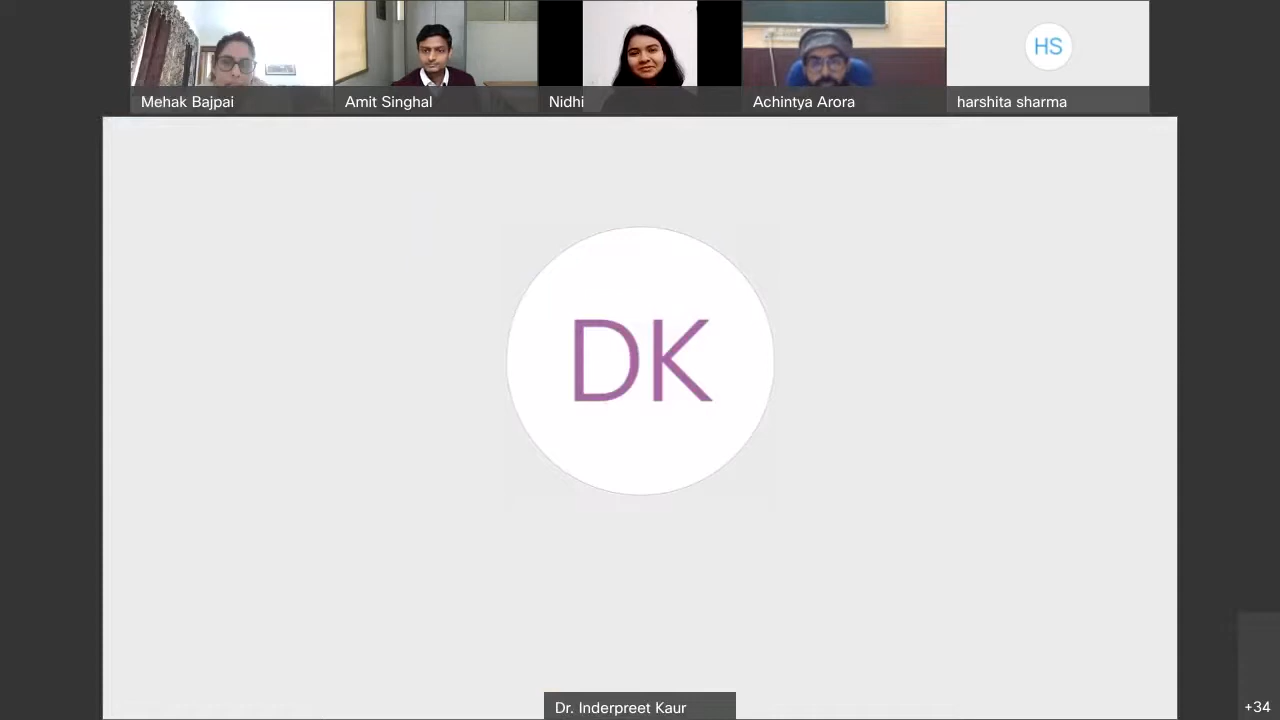 Mehak Bajpai
Amit Singhal
Nidhi
Achintya Arora
HS
harshita sharma
DK
Dr. Inderpreet Kaur
+34